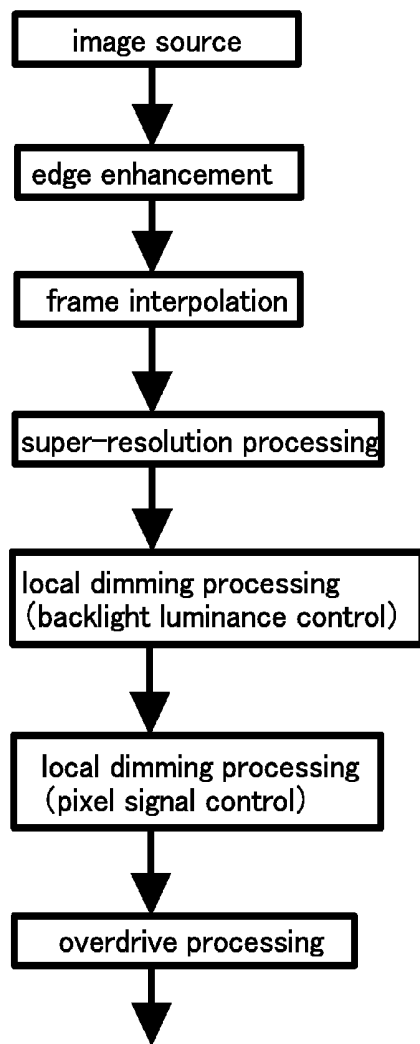 image source
edge enhancement
frame interpolation
super-resolution processing
local dimming processing
(backlight luminance control)
local dimming processing
(pixel signal control)
overdrive processing